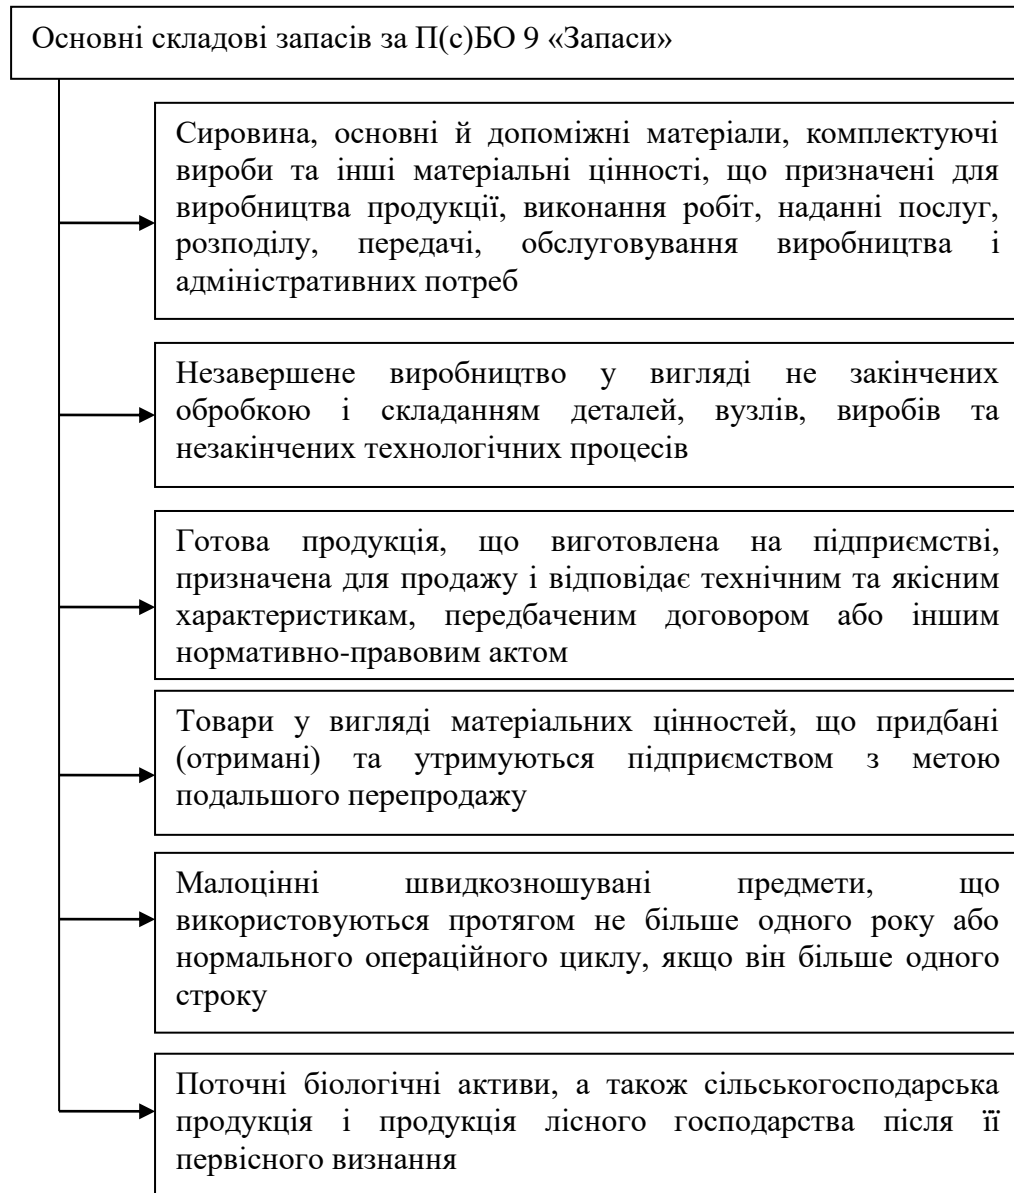 Основні складові запасів за П(с)БО 9 «Запаси»
Сировина, основні й допоміжні матеріали, комплектуючі
вироби та інші матеріальні цінності, що призначені для
виробництва продукції, виконання робіт, наданні послуг,
розподілу, передачі, обслуговування виробництва і
адміністративних потреб
Незавершене виробництво у вигляді не закінчених
обробкою і складанням деталей, вузлів, виробів та
незакінчених технологічних процесів
Готова продукція, що виготовлена на підприємстві,
призначена для продажу і відповідає технічним та якісним
характеристикам, передбаченим договором або іншим
нормативно-правовим актом
Товари у вигляді матеріальних цінностей, що придбані
(отримані) та утримуються підприємством з метою
подальшого перепродажу
Малоцінні швидкозношувані предмети, що
використовуються протягом не більше одного року або
нормального операційного циклу, якщо він більше одного
строку
Поточні біологічні активи, а також сільськогосподарська
продукція і продукція лісного господарства після її
первісного визнання